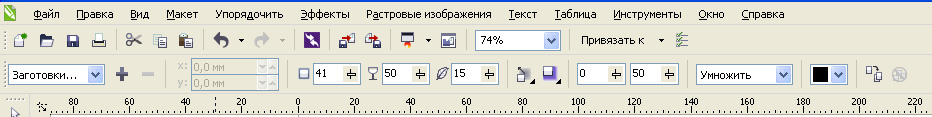 Файл Правка Вид Макет Упорядочить Эффекты Растровые изображения Текст Таблица Инструменты Окно Справка
74% Привязать к
Заготовки... x: 0,0 мм 41 50 15 0 50 Умножить
y: 0,0 мм
80 60 40 20 0 20 40 60 80 100 120 140 160 180 200 220